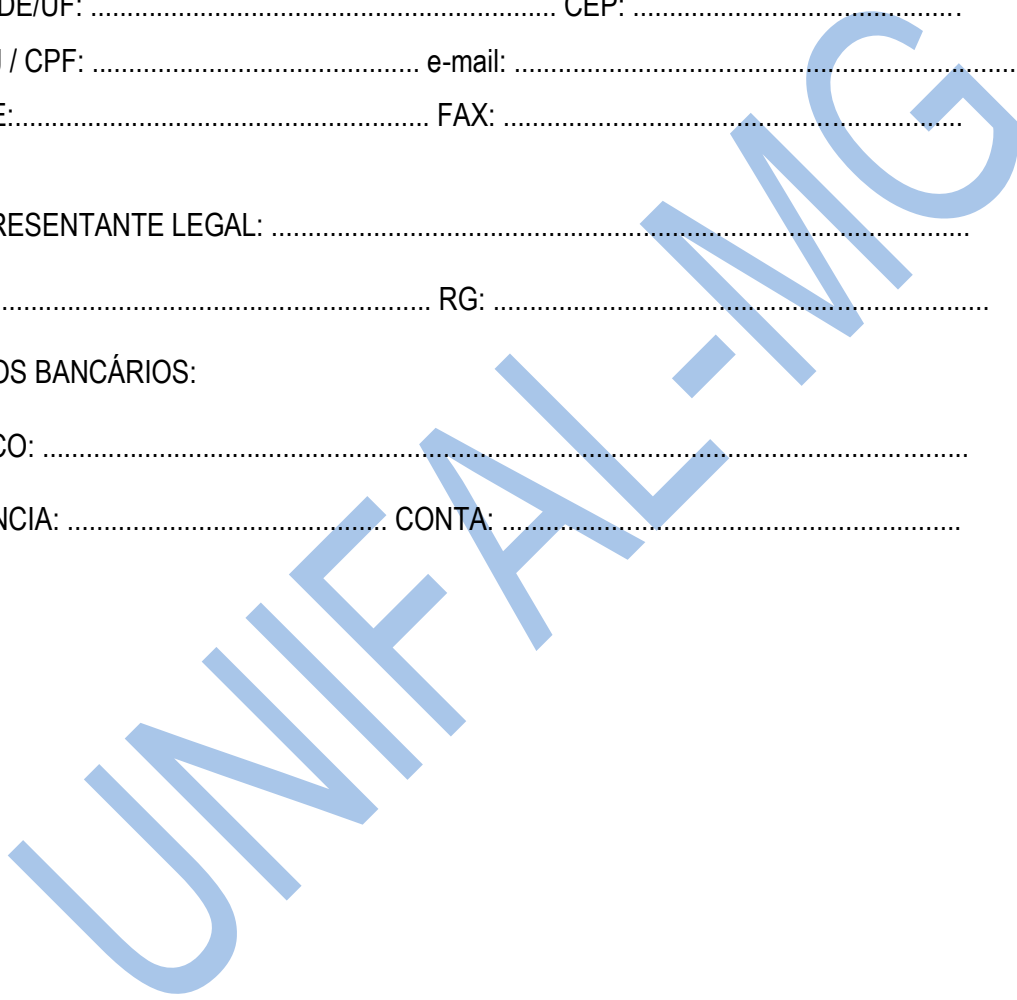 DE/UF: ................................................................ CEP: .............................................
/ CPF: ............................................. e-mail: .....................................................................
E:......................................................... FAX: ...............................................................
RESENTANTE LEGAL: ................................................................................................
........................................................... RG: ....................................................................
OS BANCÁRIOS:
CO: ...............................................................................................................................
NCIA: ............................................ CONTA: ...............................................................
UNIFAL-MG